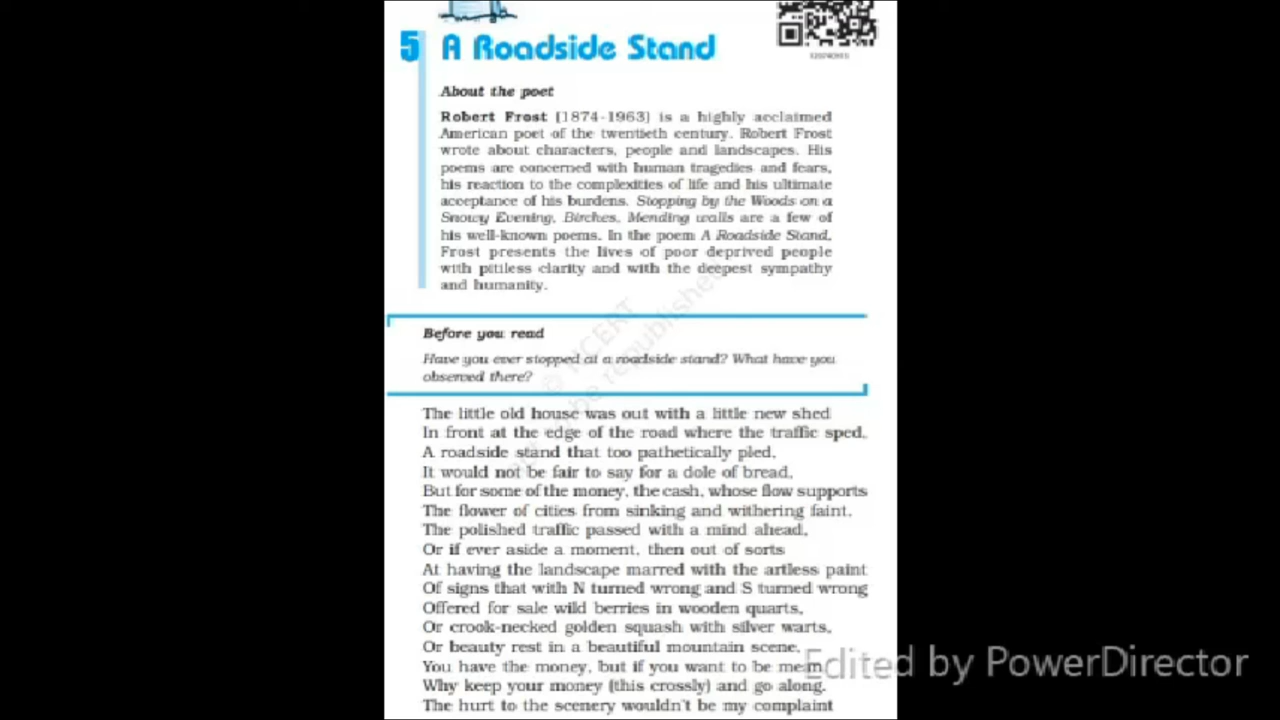 5 A Roadside Stand
About the poet
Robert Frost (1874-1963) is a highly acclaimed
American poet of the twentieth century. Robert Frost
wrote about characters, people and landscapes. His
poems are concerned with human tragedies and fears,
his reaction to the complexities of life and his ultimate
acceptance of his burdens. Stopping by the Woods on a
Snowy Evening, Birches, Mending walls are a few of
his well-known poems. In the poem A Roadside Stand,
Frost presents the lives of poor deprived people
with pitiless clarity and with the deepest sympathy
and humanity.
Before you read
Have you ever stopped at a roadside stand? What have you
observed there?
The little old house was out with a little new shed
In front at the edge of the road where the traffic sped,
A roadside stand that too pathetically pled,
It would not be fair to say for a dole of bread,
But for some of the money, the cash, whose flow supports
The flower of cities from sinking and withering faint.
The polished traffic passed with a mind ahead,
Or if ever aside a moment, then out of sorts
At having the landscape marred with the artless paint
Of signs that with N turned wrong and S turned wrong
Offered for sale wild berries in wooden quarts,
Or crook-necked golden squash with silver warts,
Or beauty rest in a beautiful mountain scene,
You have the money, but if you want to be mean,
Why keep your money (this crossly) and go along.
The hurt to the scenery wouldn't be my complaint
Edited by PowerDirector